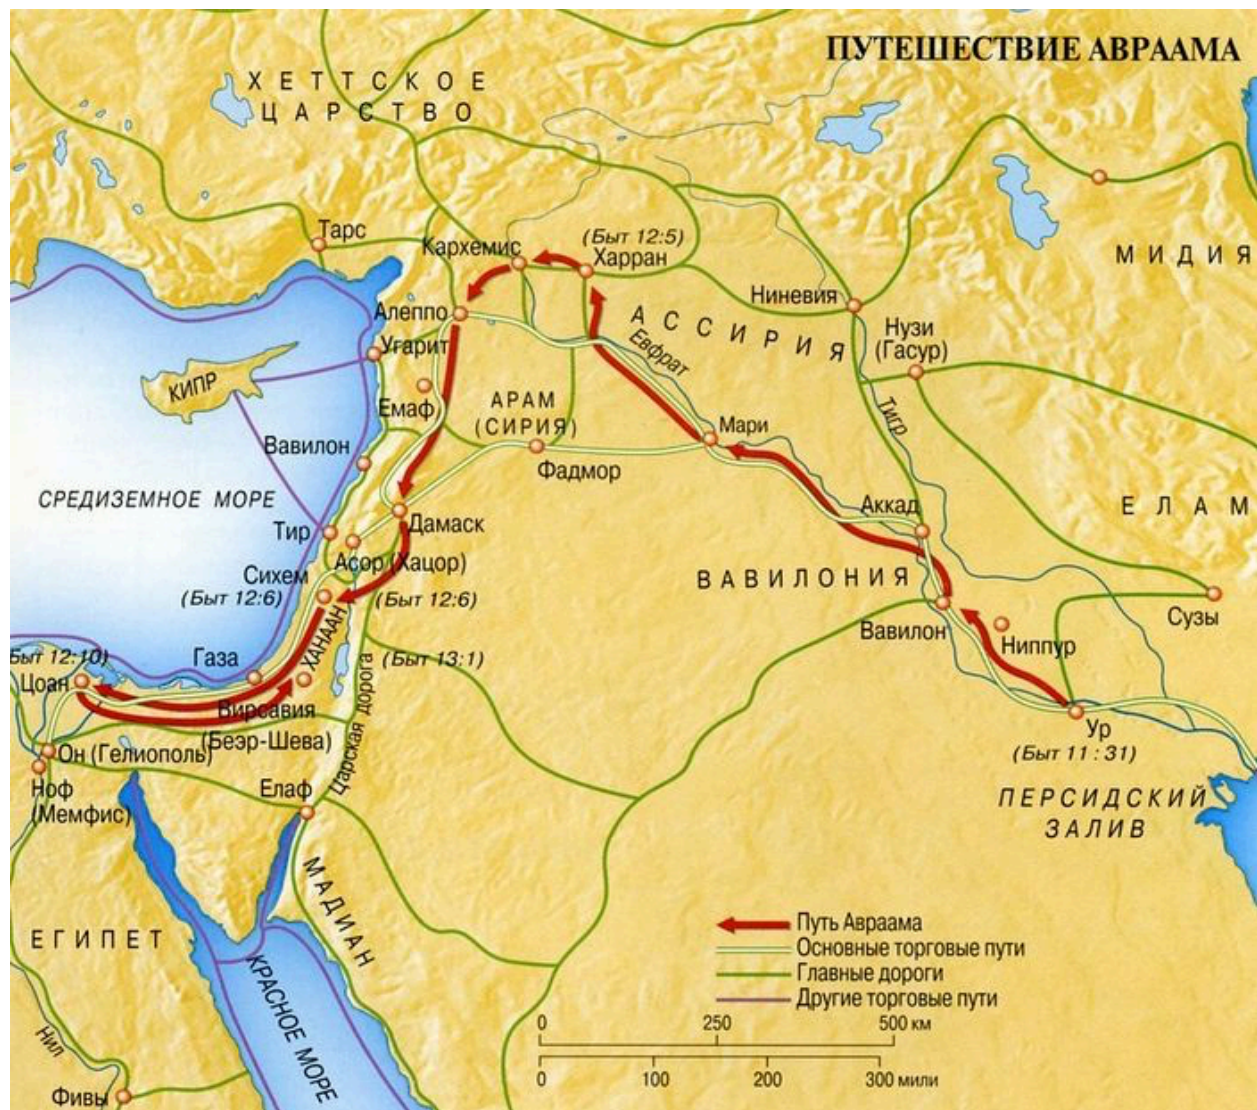 ПУТЕШЕСТВИЕ АВРААМА
ХЕТТСКОЕ
ЦАРСТВО
Тарс
Кархемис
(Быт 12:5)
Харран
МИДИЯ
Ниневия
АССИРИЯ
Нузи
(Гасур)
Алеппо
Угарит
Евфрат
КИПР
Емаф
АРАМ
(СИРИЯ)
Тигр
Мари
Вавилон
Фадмор
СРЕДИЗЕМНОЕ МОРЕ
Аккад
ЕЛАМ
Тир
Дамаск
Асор (Хацор)
Сихем
(Быт 12:6)
(Быт 12:6)
ВАВИЛОНИЯ
Сузы
Вавилон
Ниппур
ХАНААН
Газа
(Быт 13:1)
Быт 12:10)
Цоан
Вирсавия
(Беэр-Шева)
Царская дорога
Ур
(Быт 11:31)
Он (Гелиополь)
Ноф
(Мемфис)
Елаф
ПЕРСИДСКИЙ
ЗАЛИВ
МАДИАН
ЕГИПЕТ
КРАСНОЕ МОРЕ
Нил
Фивы
Путь Авраама
Основные торговые пути
Главные дороги
Другие торговые пути
0 250 500 км
0 100 200 300 мили